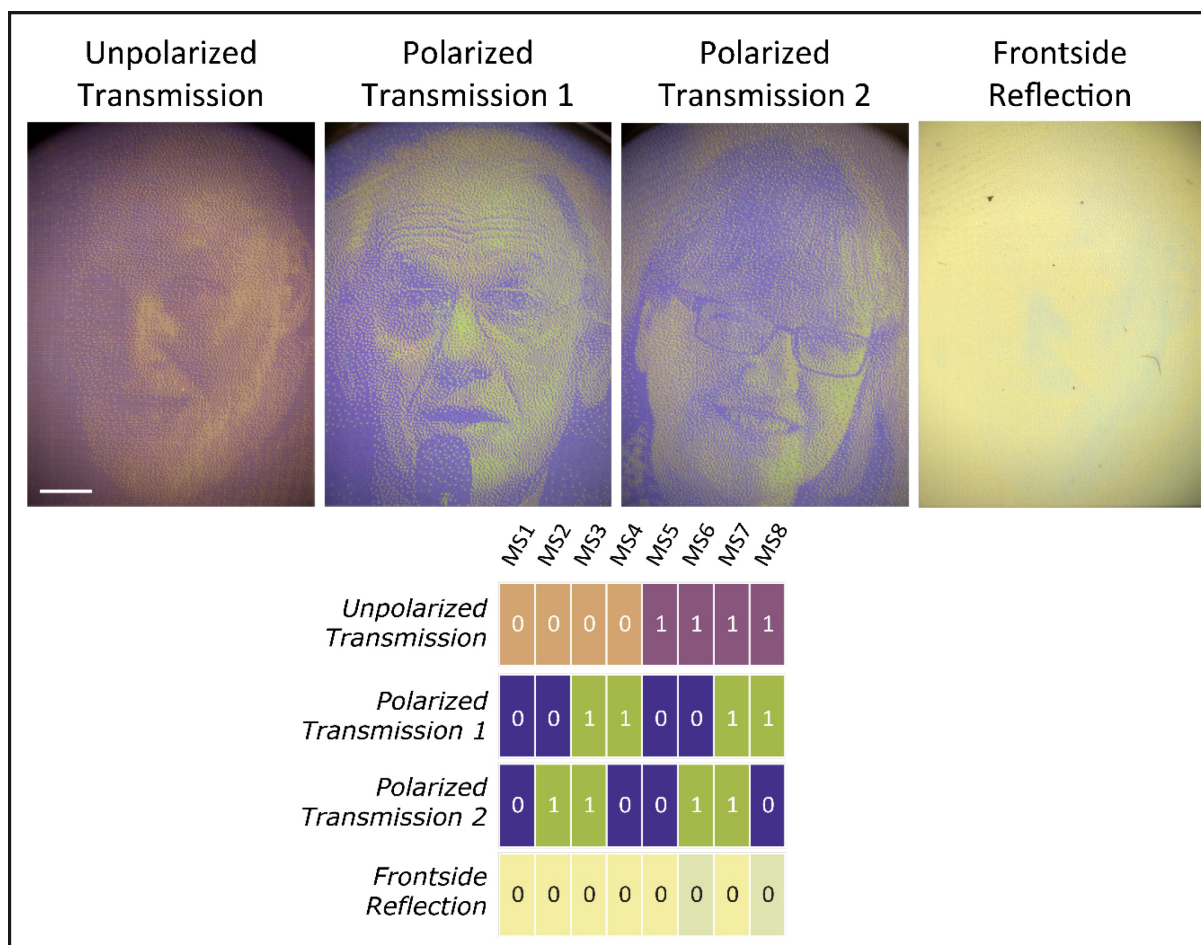 Unpolarized
Transmission
Polarized
Transmission 1
Polarized
Transmission 2
Frontside
Reflection
MS1 MS2 MS3 MS4 MS5 MS6 MS7 MS8
Unpolarized
Transmission
0 0 0 0 1 1 1 1
Polarized
Transmission 1
0 0 1 1 0 0 1 1
Polarized
Transmission 2
0 1 1 0 0 1 1 0
Frontside
Reflection
0 0 0 0 0 0 0 0